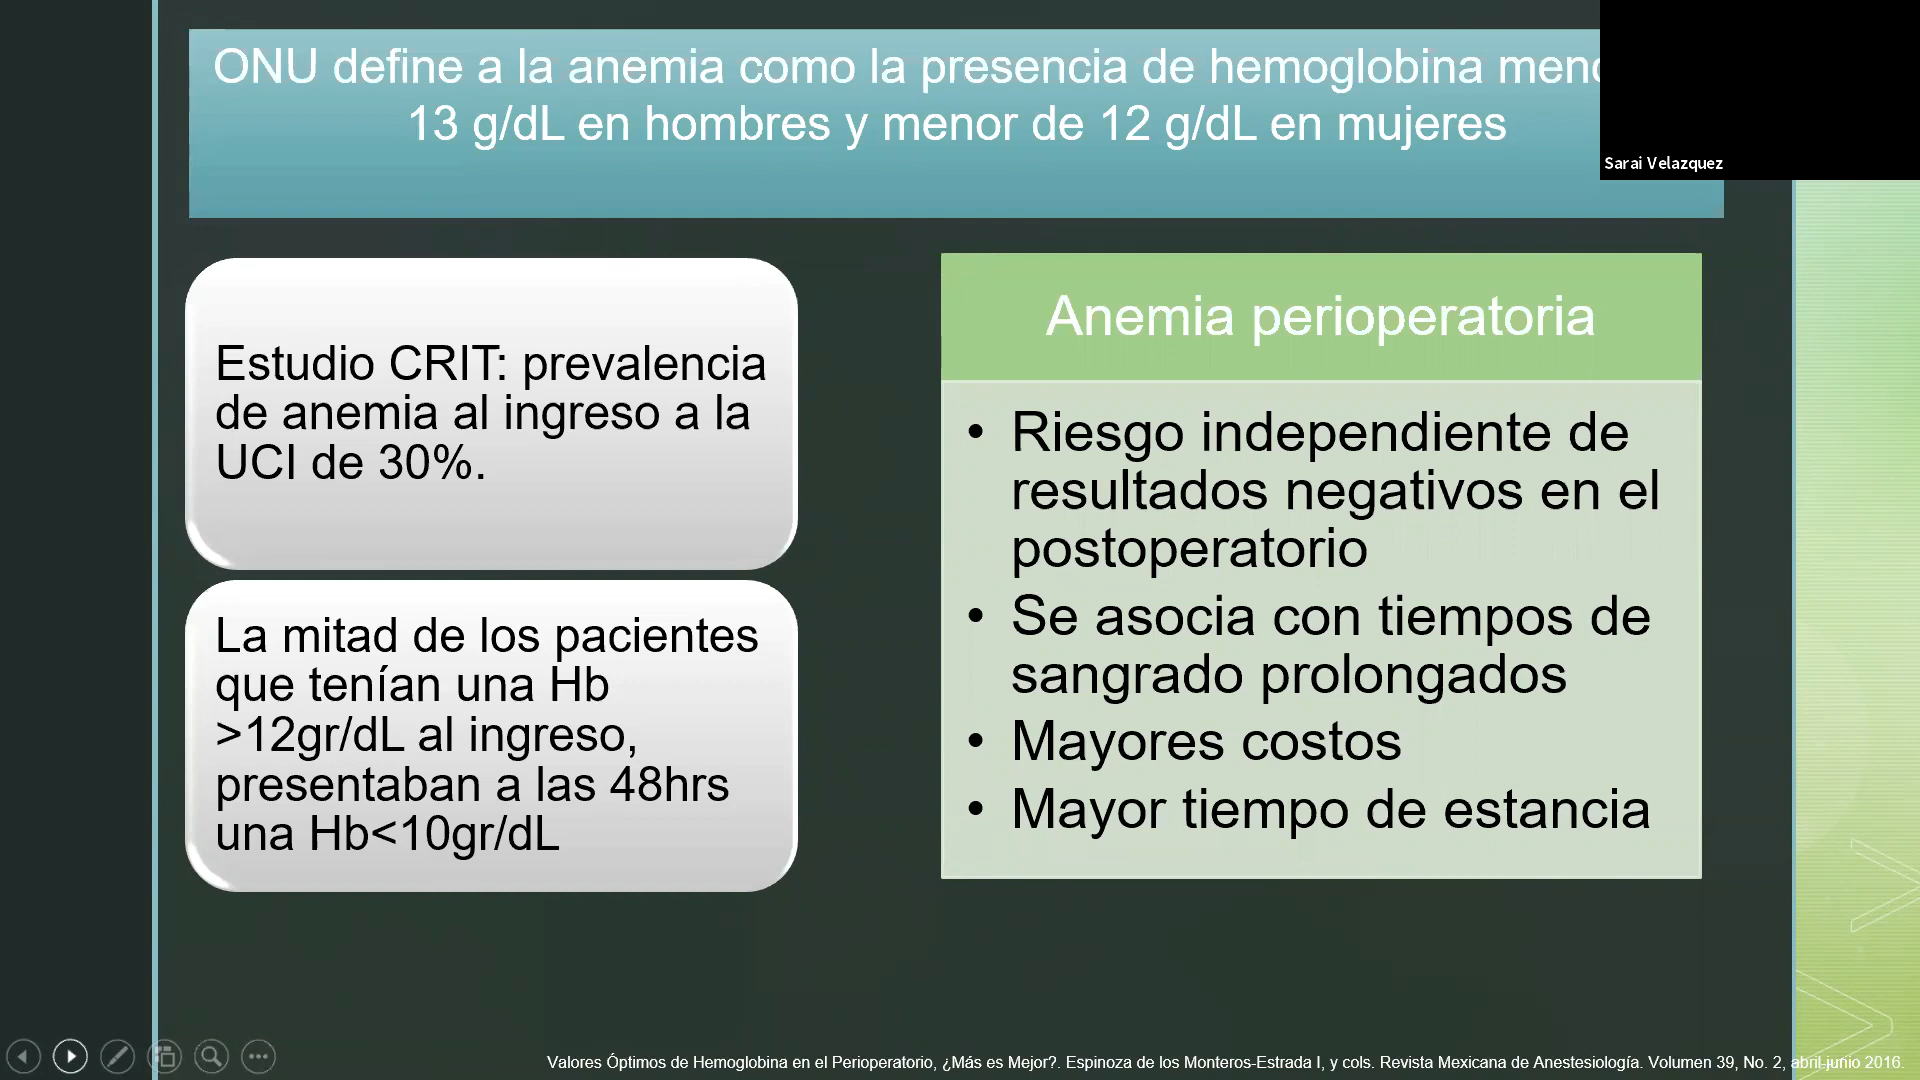 ONU define a la anemia como la presencia de hemoglobina
13 g/dL en hombres y menor de 12 g/dL en mujeres
Sarai Velazquez
Estudio CRIT: prevalencia
de anemia al ingreso a la
UCI de 30%.
La mitad de los pacientes
que tenían una Hb
>12gr/dL al ingreso,
presentaban a las 48hrs
una Hb<10gr/dL
Anemia perioperatoria
• Riesgo independiente de
resultados negativos en el
postoperatorio
• Se asocia con tiempos de
sangrado prolongados
• Mayores costos
• Mayor tiempo de estancia
Valores Óptimos de Hemoglobina en el Perioperatorio, ¿Más es Mejor?. Espinoza de los Monteros-Estrada I, y cols. Revista Mexicana de Anestesiología. Volumen 39, No. 2, abril-junio 2016.